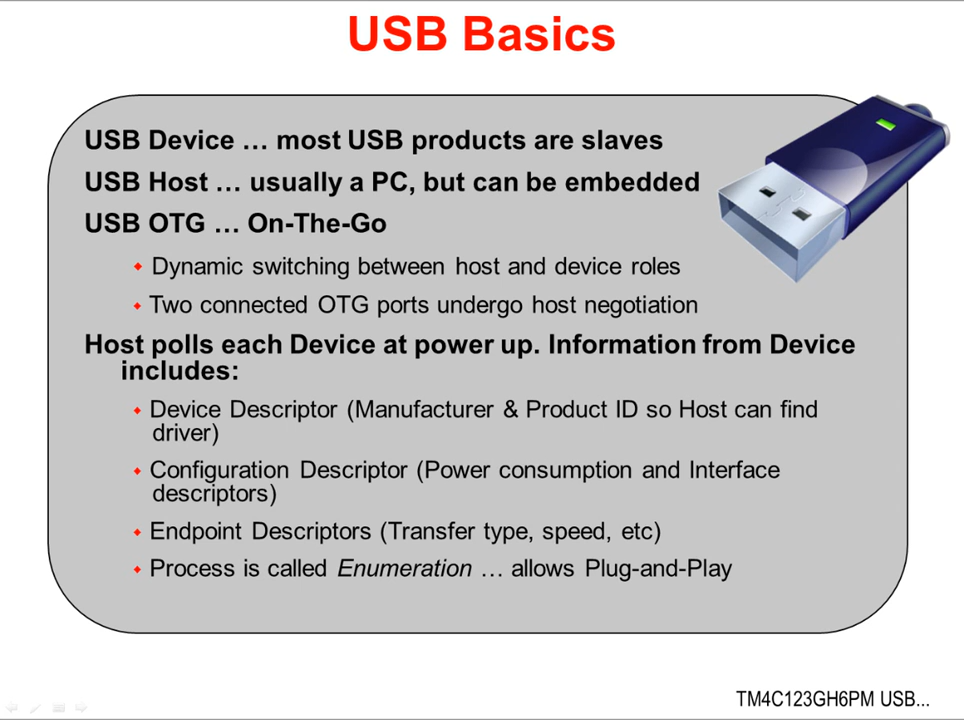 USB Basics
USB Device … most USB products are slaves
USB Host … usually a PC, but can be embedded
USB OTG … On-The-Go
Dynamic switching between host and device roles
Two connected OTG ports undergo host negotiation
Host polls each Device at power up. Information from Device
includes:
Device Descriptor (Manufacturer & Product ID so Host can find
driver)
Configuration Descriptor (Power consumption and Interface
descriptors)
Endpoint Descriptors (Transfer type, speed, etc)
Process is called Enumeration … allows Plug-and-Play
TM4C123GH6PM USB...